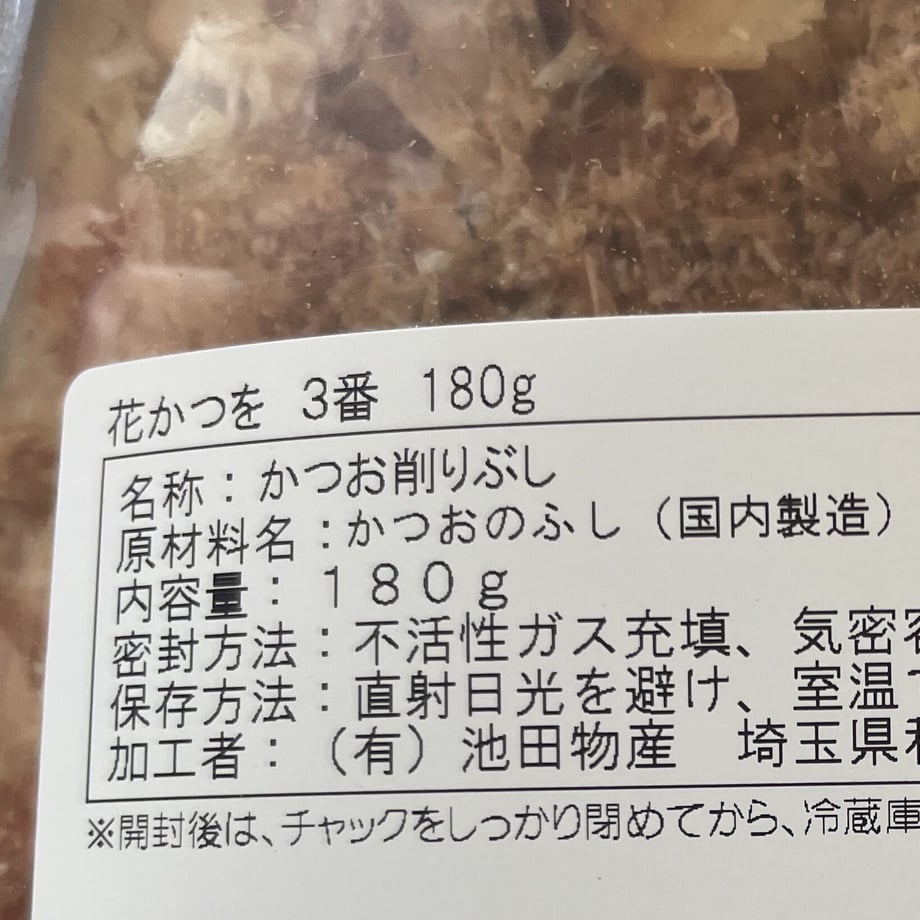 花かつを 3番 180g
名称：かつお削りぶし
原材料名：かつおのふし（国内製造）
内容量：１８０ｇ
密封方法：不活性ガス充填、気密容
保存方法：直射日光を避け、室温
加工者：（有）池田物産　埼玉県
※開封後は、チャックをしっかり閉めてから、冷蔵庫